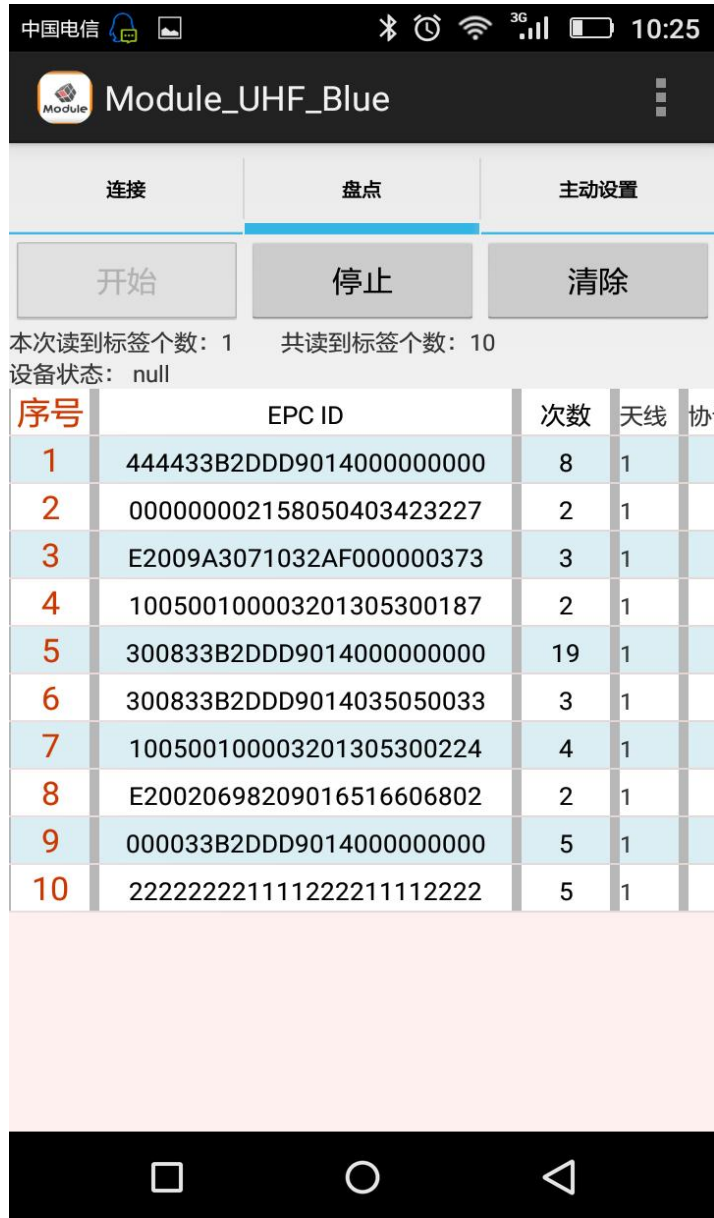 中国电信 3G 10:25
Module Module_UHF_Blue
连接 盘点 主动设置
开始 停止 清除
本次读到标签个数：1 共读到标签个数：10
设备状态： null
序号 EPC ID 次数 天线 协
1 444433B2DDD9014000000000 8 1
2 000000002158050403423227 2 1
3 E2009A3071032AF000000373 3 1
4 100500100003201305300187 2 1
5 300833B2DDD9014000000000 19 1
6 300833B2DDD9014035050033 3 1
7 100500100003201305300224 4 1
8 E20020698209016516606802 2 1
9 000033B2DDD9014000000000 5 1
10 222222221111222211112222 5 1